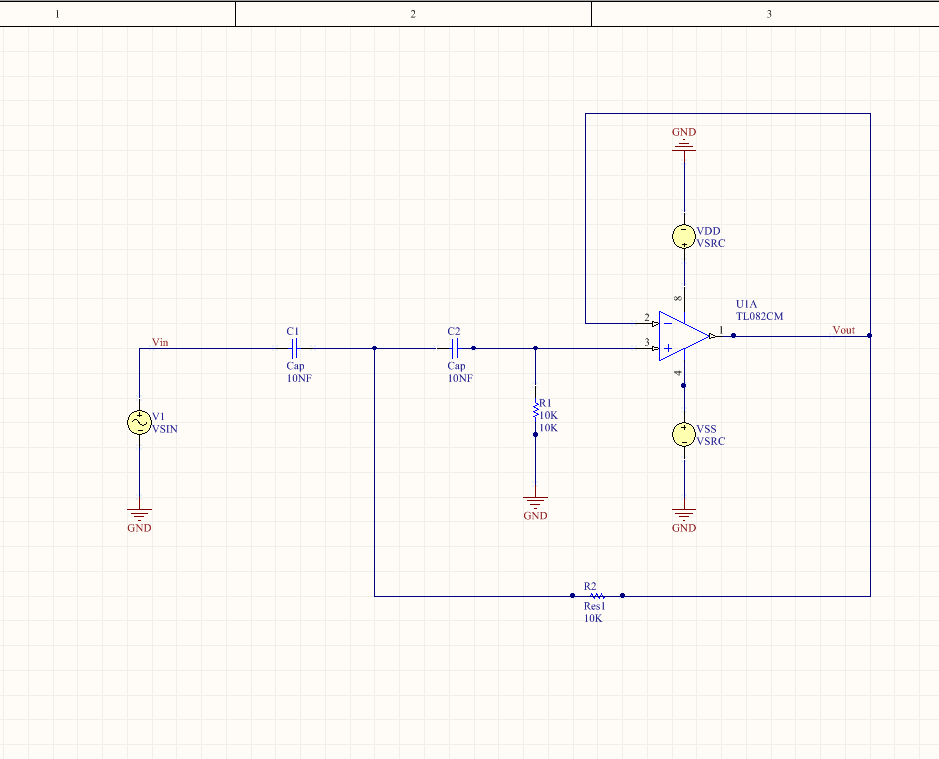 1
2
3
GND
VDD
VSRC
8
U1A
TL082CM
2
1
Vout
3
4
C1
Cap
10NF
C2
Cap
10NF
Vin
V1
VSIN
GND
R1
10K
10K
GND
VSS
VSRC
GND
R2
Res1
10K